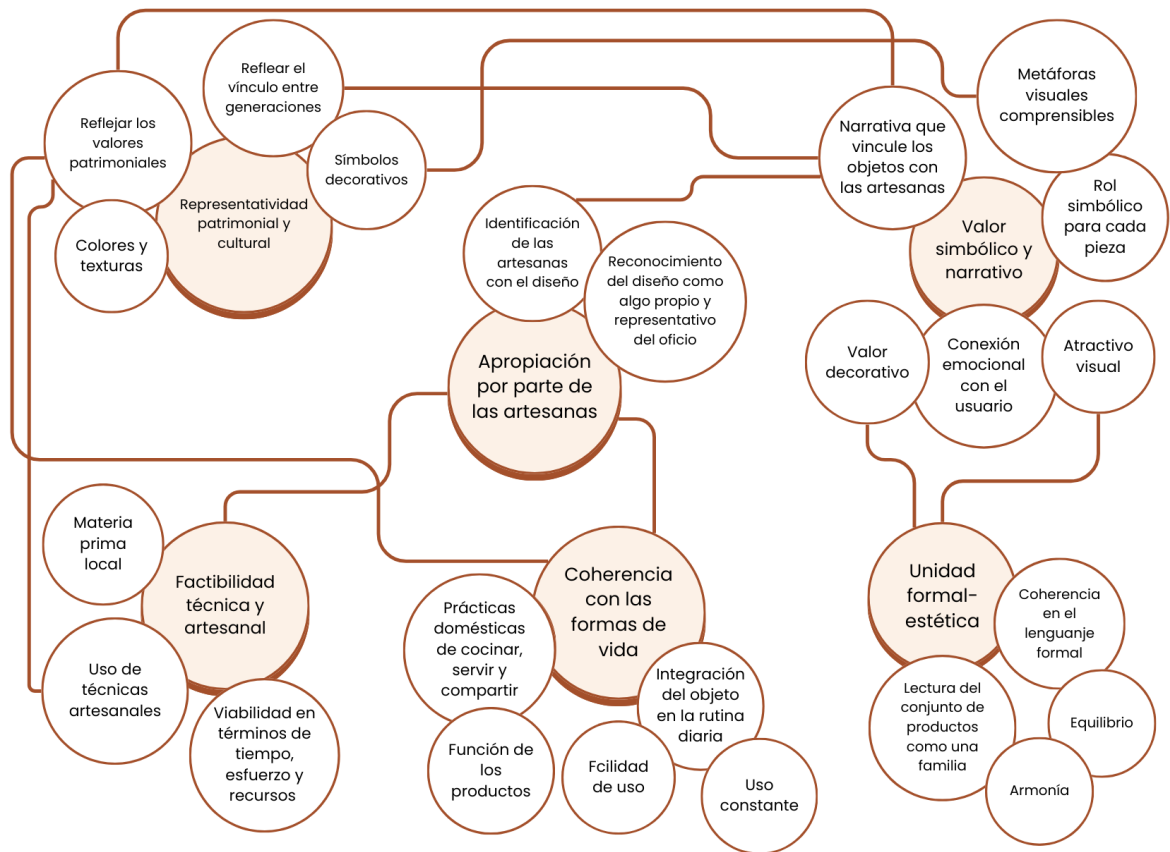 Reflejar los
valores
patrimoniales
Reflear el
vínculo entre
generaciones
Símbolos
decorativos
Representatividad
patrimonial y
cultural
Colores y
texturas
Metáforas
visuales
comprensibles
Narrativa que
vincule los
objetos con
las artesanas
Rol
simbólico
para cada
pieza
Valor
simbólico y
narrativo
Valor
decorativo
Conexión
emocional
con el
usuario
Atractivo
visual
Identificación
de las
artesanas
con el diseño
Reconocimiento
del diseño como
algo propio y
representativo
del oficio
Apropiación
por parte de
las artesanas
Materia
prima
local
Factibilidad
técnica y
artesanal
Uso de
técnicas
artesanales
Viabilidad en
términos de
tiempo,
esfuerzo y
recursos
Coherencia
con las
formas de
vida
Prácticas
domésticas
de cocinar,
servir y
compartir
Integración
del objeto
en la rutina
diaria
Función de
los
productos
Fcilidad
de uso
Uso
constante
Unidad
formal-
estética
Coherencia
en el
lenguanje
formal
Lectura del
conjunto de
productos
como una
familia
Equilibrio
Armonía